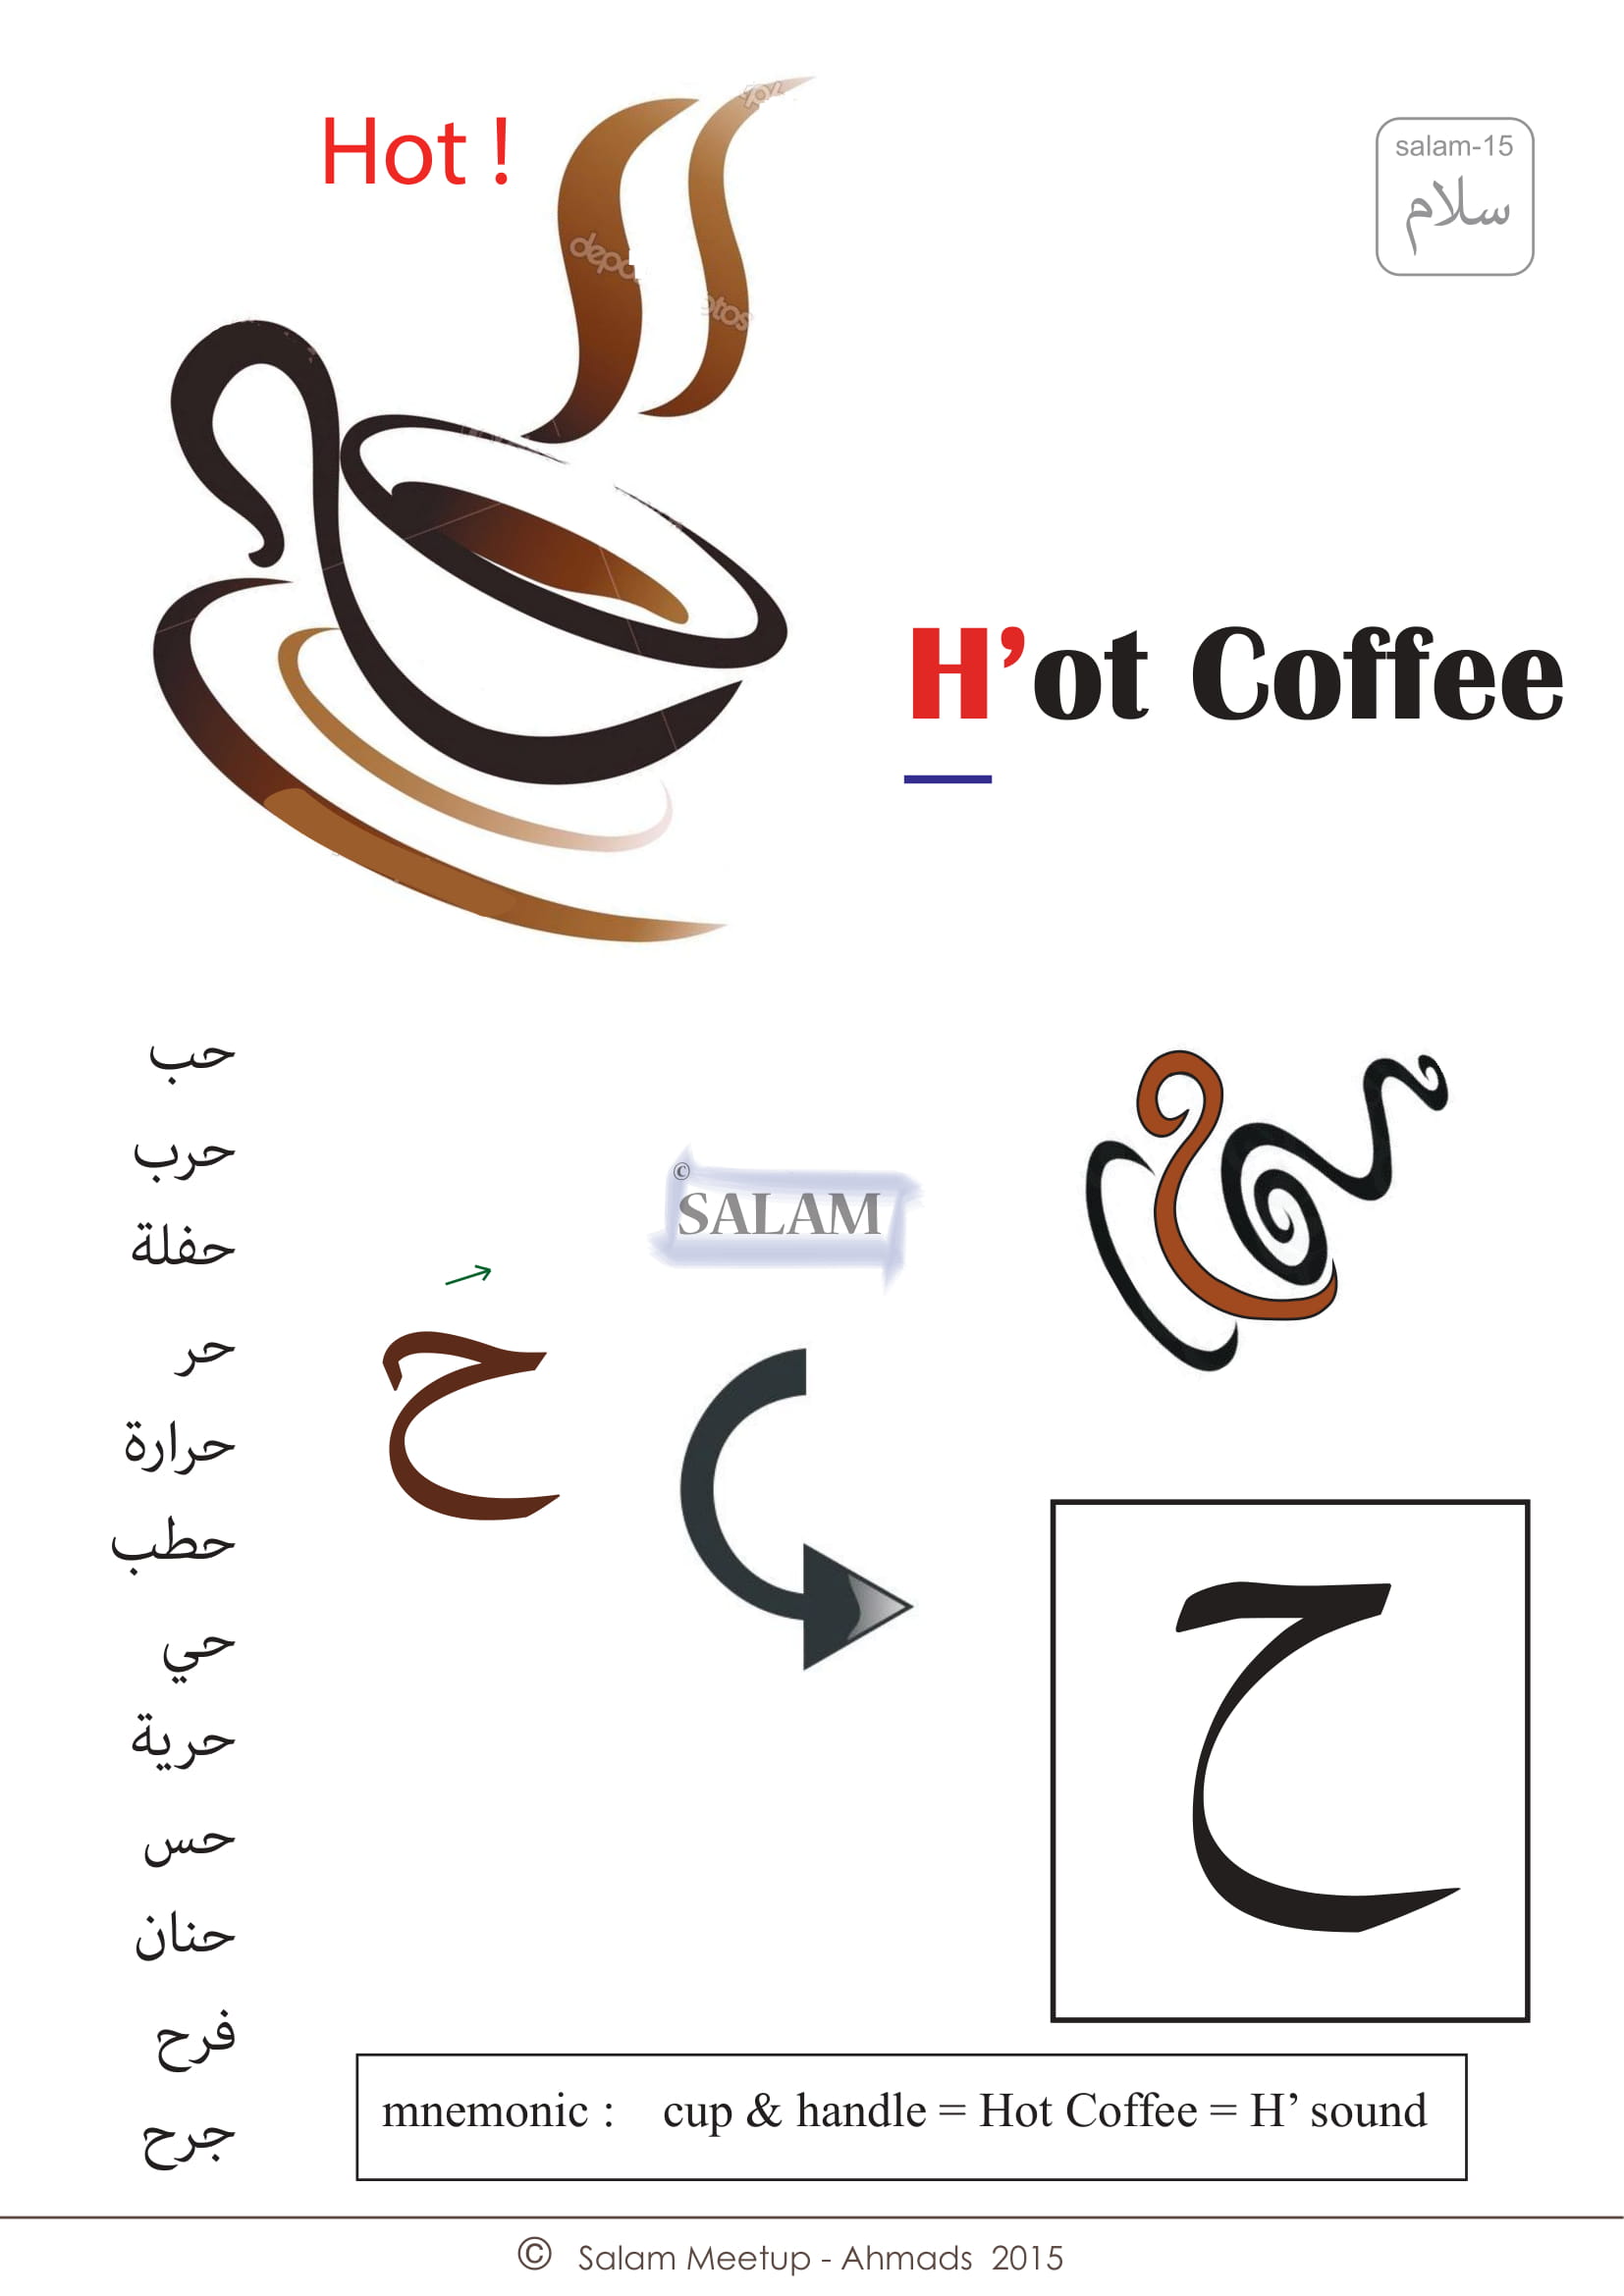 Hot !
salam-15
سلام
H’ot Coffee
حب
حرب
حفلة
حر
حرارة
حطب
حي
حرية
حس
حنان
فرح
جرح
©
SALAM
ح
ح
mnemonic : cup & handle = Hot Coffee = H’ sound
© Salam Meetup - Ahmads 2015